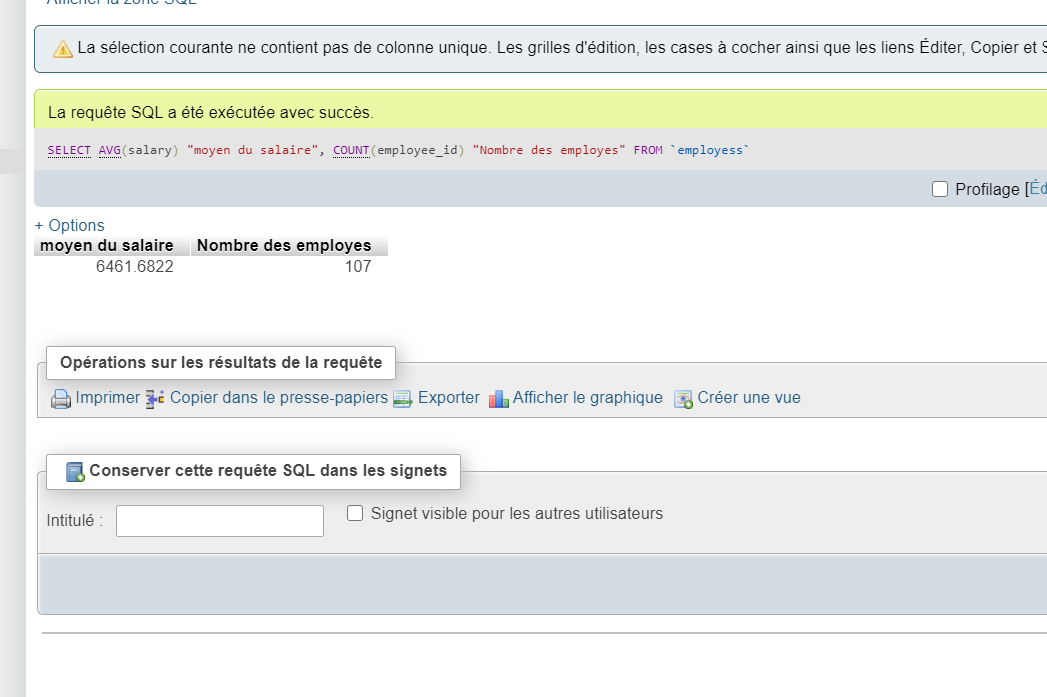 Afficher la zone SQL
La sélection courante ne contient pas de colonne unique. Les grilles d'édition, les cases à cocher ainsi que les liens Éditer, Copier et S
La requête SQL a été exécutée avec succès.
SELECT AVG(salary) "moyen du salaire", COUNT(employee_id) "Nombre des employes" FROM `employess`
Profilage [Éd
+ Options
moyen du salaire Nombre des employes
6461.6822 107
Opérations sur les résultats de la requête
Imprimer Copier dans le presse-papiers Exporter Afficher le graphique Créer une vue
Conserver cette requête SQL dans les signets
Intitulé : Signet visible pour les autres utilisateurs